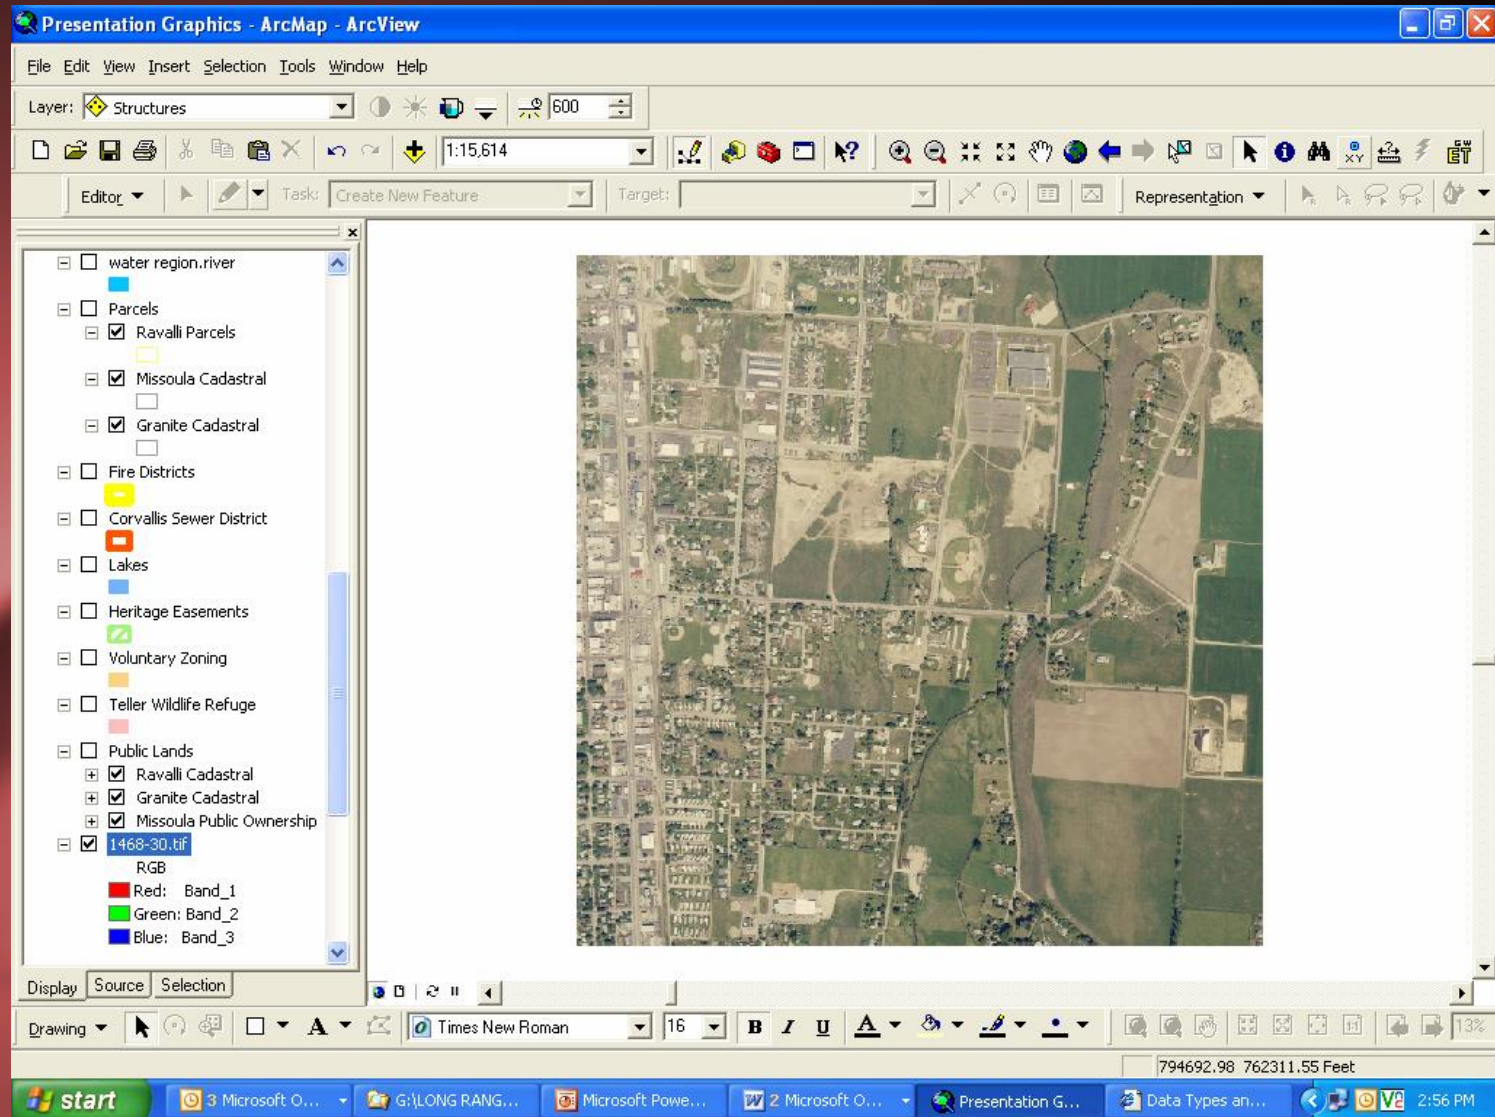 Presentation Graphics - ArcMap - ArcView
File Edit View Insert Selection Tools Window Help
Layer: Structures 600
1:15,614
Editor Task: Create New Feature Target: Representation
water region.river
Parcels
Ravalli Parcels
Missoula Cadastral
Granite Cadastral
Fire Districts
Corvallis Sewer District
Lakes
Heritage Easements
Voluntary Zoning
Teller Wildlife Refuge
Public Lands
Ravalli Cadastral
Granite Cadastral
Missoula Public Ownership
1468-30.tif
RGB
Red: Band_1
Green: Band_2
Blue: Band_3
Display Source Selection
Drawing A Times New Roman 16 B I U A 13%
794692.98 762311.55 Feet
start 3 Microsoft O... G:\LONG RANG... Microsoft Powe... 2 Microsoft O... Presentation G... Data Types an... 2:56 PM